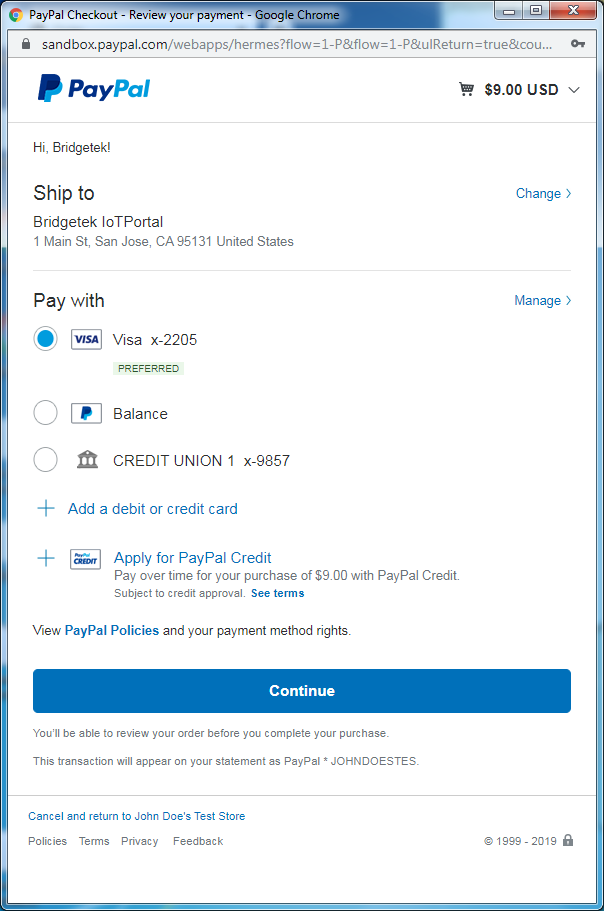 PayPal Checkout - Review your payment - Google Chrome
sandbox.paypal.com/webapps/hermes?flow=1-P&flow=1-P&ulReturn=true&cou...
PayPal $9.00 USD
Hi, Bridgetek!
Ship to Change
Bridgetek IoTPortal
1 Main St, San Jose, CA 95131 United States
Pay with Manage
VISA Visa x-2205
PREFERRED
Balance
CREDIT UNION 1 x-9857
Add a debit or credit card
PayPal CREDIT Apply for PayPal Credit
Pay over time for your purchase of $9.00 with PayPal Credit.
Subject to credit approval. See terms
View PayPal Policies and your payment method rights.
Continue
You'll be able to review your order before you complete your purchase.
This transaction will appear on your statement as PayPal * JOHNDOESTES.
Cancel and return to John Doe's Test Store
Policies Terms Privacy Feedback © 1999 - 2019